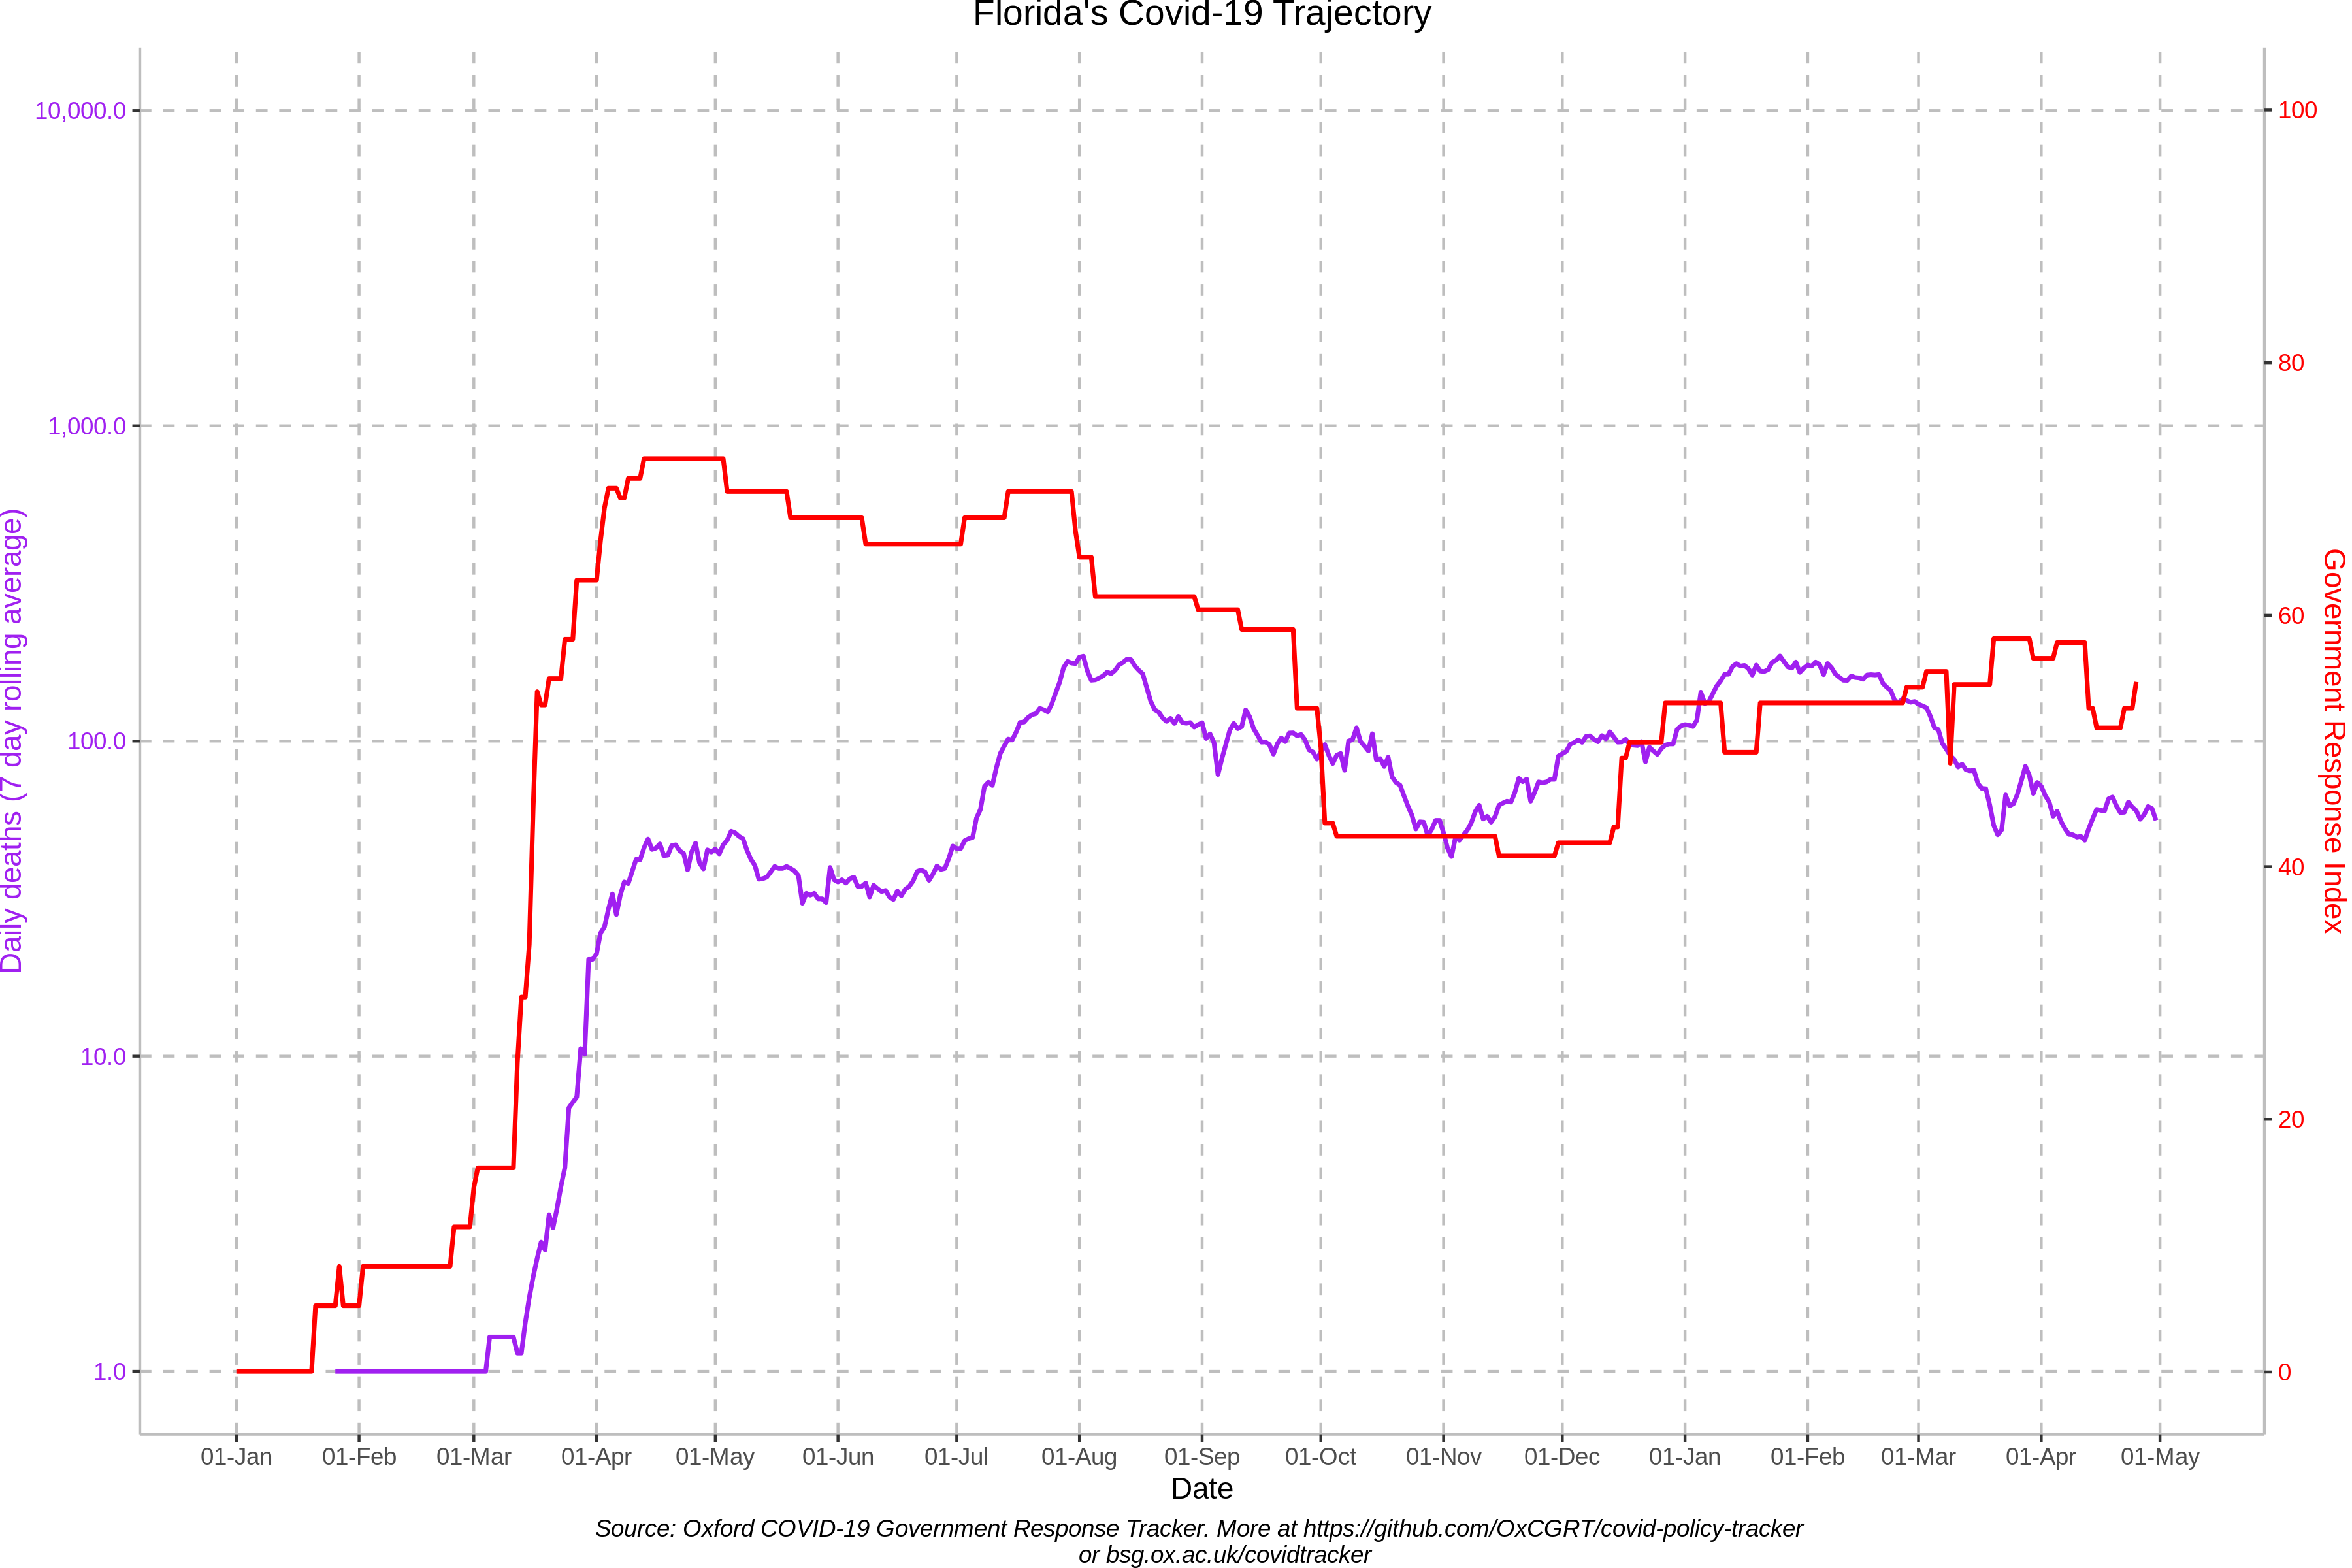 Florida's Covid-19 Trajectory
10,000.0
1,000.0
100.0
10.0
1.0
Daily deaths (7 day rolling average)
100
80
60
40
20
0
Government Response Index
01-Jan 01-Feb 01-Mar 01-Apr 01-May 01-Jun 01-Jul 01-Aug 01-Sep 01-Oct 01-Nov 01-Dec 01-Jan 01-Feb 01-Mar 01-Apr 01-May
Date
Source: Oxford COVID-19 Government Response Tracker. More at https://github.com/OxCGRT/covid-policy-tracker
or bsg.ox.ac.uk/covidtracker